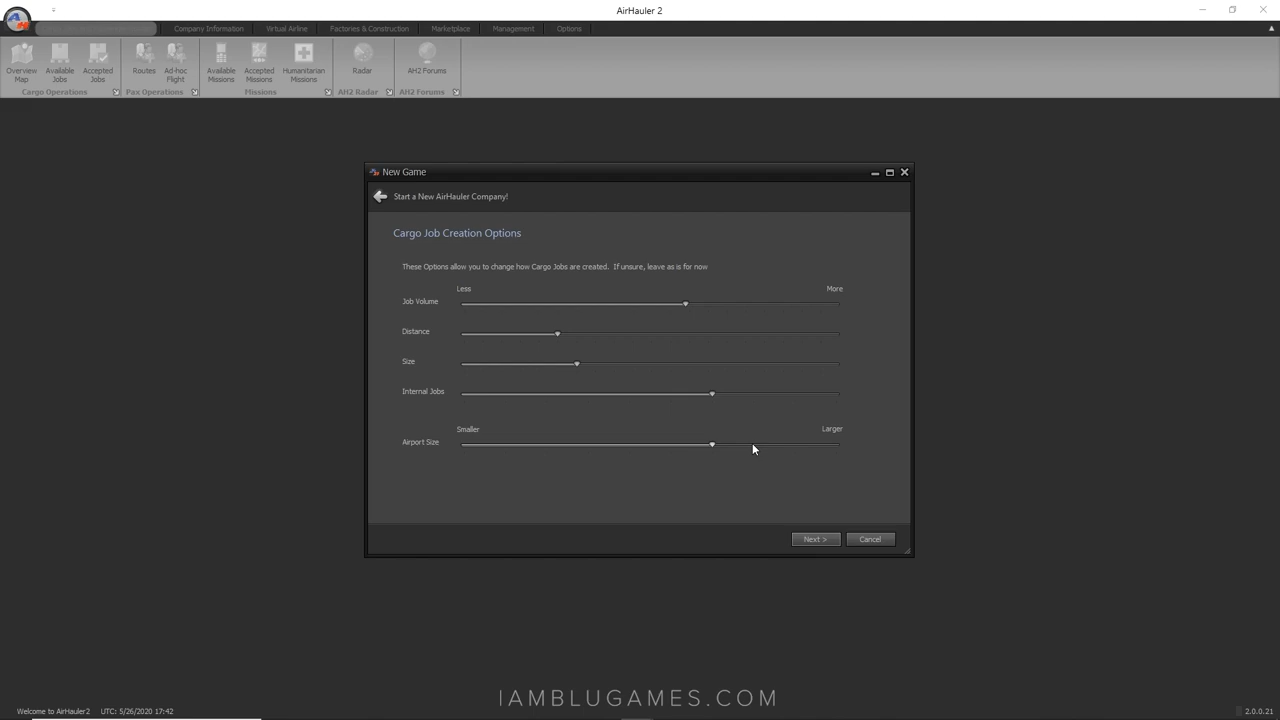 AirHauler 2
Company Information Virtual Airline Factories & Construction Marketplace Management Options
Overview Map Available Jobs Accepted Jobs Routes Ad-hoc Flight Available Missions Accepted Missions Humanitarian Missions Radar AH2 Forums
Cargo Operations Pax Operations Missions AH2 Radar AH2 Forums
New Game
Start a New AirHauler Company!
Cargo Job Creation Options
These Options allow you to change how Cargo Jobs are created. If unsure, leave as is for now
Less More
Job Volume
Distance
Size
Internal Jobs
Smaller Larger
Airport Size
Next > Cancel
IAMBLUGAMES.COM
Welcome to AirHauler2 UTC: 5/26/2020 17:42 2.0.0.21